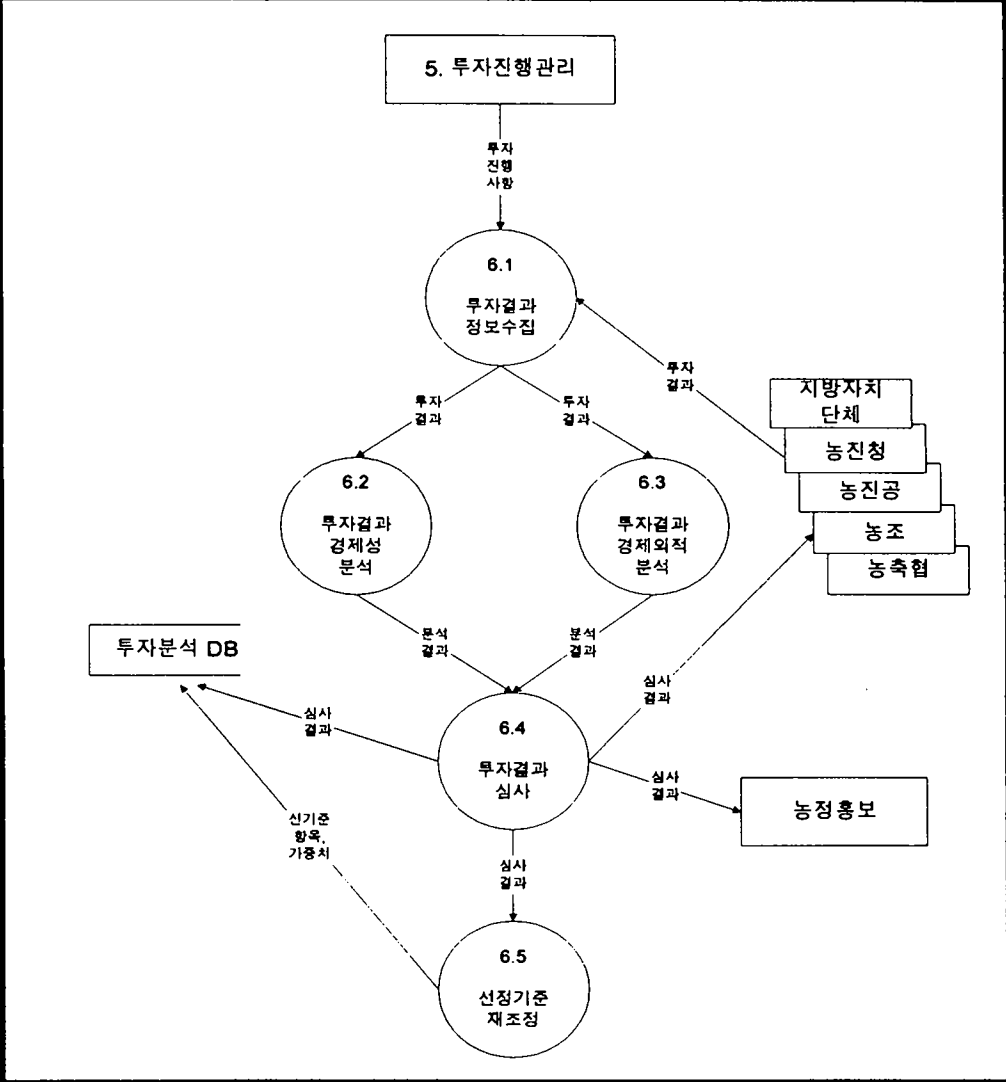 5. 투자진행관리
투자
진행
사항
6.1
투자결과
정보수집
투자
결과
투자
결과
투자
결과
지방자치
단체
농진청
농진공
농조
농축협
6.2
투자결과
경제성
분석
6.3
투자결과
경제외적
분석
분석
결과
분석
결과
투자분석 DB
심사
결과
심사
결과
6.4
투자결과
심사
심사
결과
농정홍보
신기준
항목,
가중치
심사
결과
6.5
선정기준
재조정